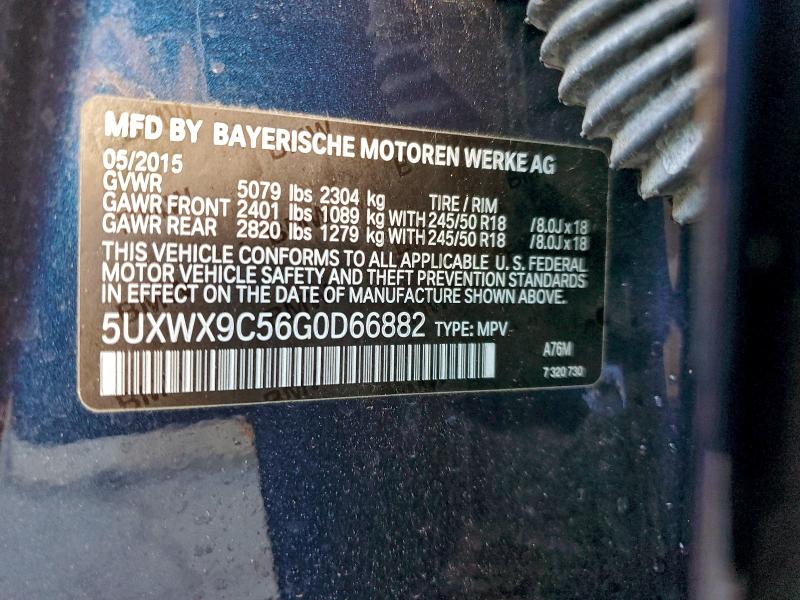 MFD BY BAYERISCHE MOTOREN WERKE AG
05/2015
GVWR 5079 lbs 2304 kg TIRE / RIM
GAWR FRONT 2401 lbs 1089 kg WITH 245/50 R18 /8.0J x 18
GAWR REAR 2820 lbs 1279 kg WITH 245/50 R18 /8.0J x 18
THIS VEHICLE CONFORMS TO ALL APPLICABLE U.S. FEDERAL
MOTOR VEHICLE SAFETY AND THEFT PREVENTION STANDARDS
IN EFFECT ON THE DATE OF MANUFACTURE SHOWN ABOVE.
5UXWX9C56G0D66882 TYPE: MPV
A76M
7 320 730